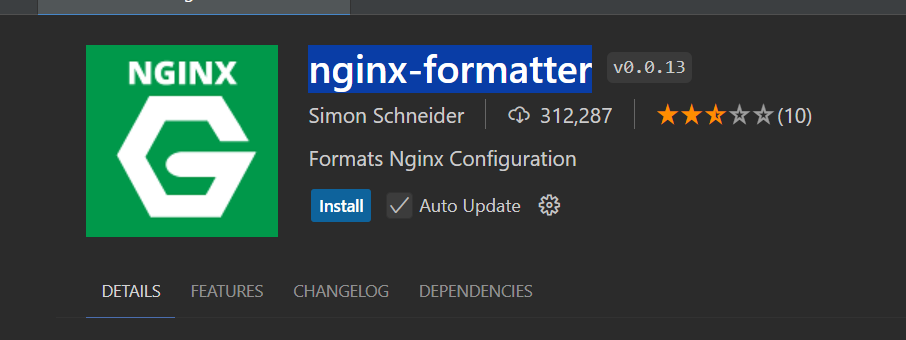 NGINX
nginx-formatter v0.0.13
Simon Schneider 312,287 (10)
Formats Nginx Configuration
Install Auto Update
DETAILS FEATURES CHANGELOG DEPENDENCIES